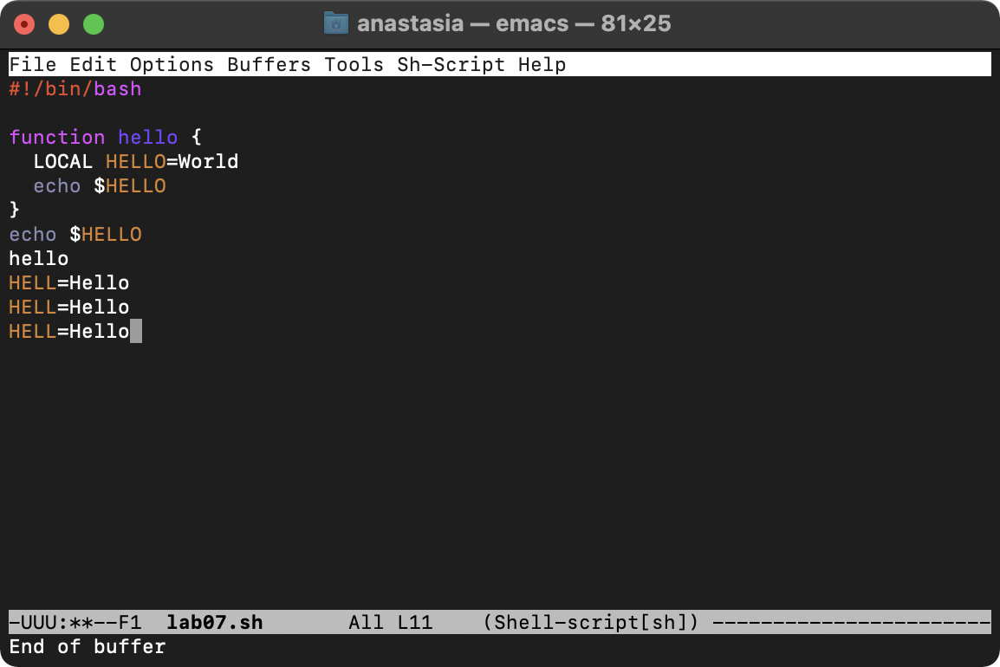 anastasia — emacs — 81×25
File Edit Options Buffers Tools Sh-Script Help
#!/bin/bash
function hello {
  LOCAL HELLO=World
  echo $HELLO
}
echo $HELLO
hello
HELL=Hello
HELL=Hello
HELL=Hello
-UUU:**--F1  lab07.sh       All L11    (Shell-script[sh]) -----------------------
End of buffer